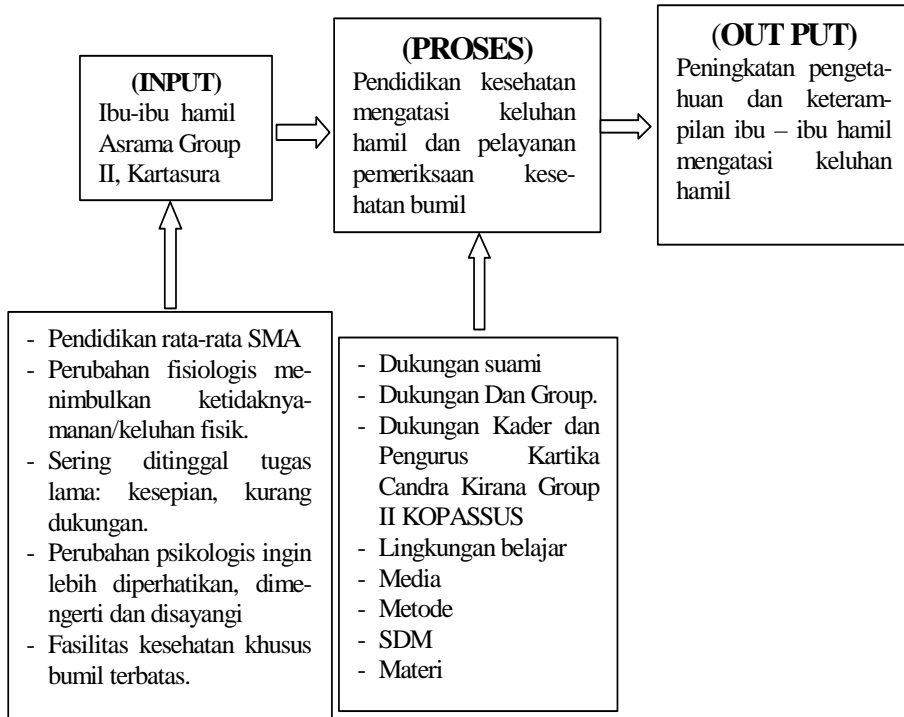 (INPUT)
Ibu-ibu hamil
Asrama Group
II, Kartasura
(PROSES)
Pendidikan kesehatan
mengatasi keluhan
hamil dan pelayanan
pemeriksaan kese-
hatan bumil
(OUT PUT)
Peningkatan pengeta-
huan dan keteram-
pilan ibu – ibu hamil
mengatasi keluhan
hamil
- Pendidikan rata-rata SMA
- Perubahan fisiologis me-
nimbulkan ketidaknya-
manan/keluhan fisik.
- Sering ditinggal tugas
lama: kesepian, kurang
dukungan.
- Perubahan psikologis ingin
lebih diperhatikan, dime-
ngerti dan disayangi
- Fasilitas kesehatan khusus
bumil terbatas.
- Dukungan suami
- Dukungan Dan Group.
- Dukungan Kader dan
Pengurus Kartika
Candra Kirana Group
II KOPASSUS
- Lingkungan belajar
- Media
- Metode
- SDM
- Materi